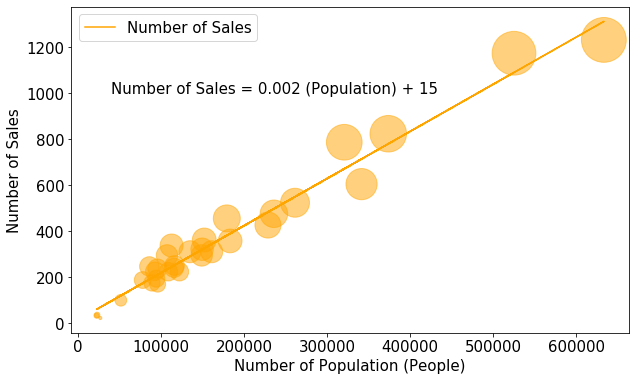 Number of Sales
Number of Sales = 0.002 (Population) + 15
Number of Sales
1200
1000
800
600
400
200
0
0 100000 200000 300000 400000 500000 600000
Number of Population (People)